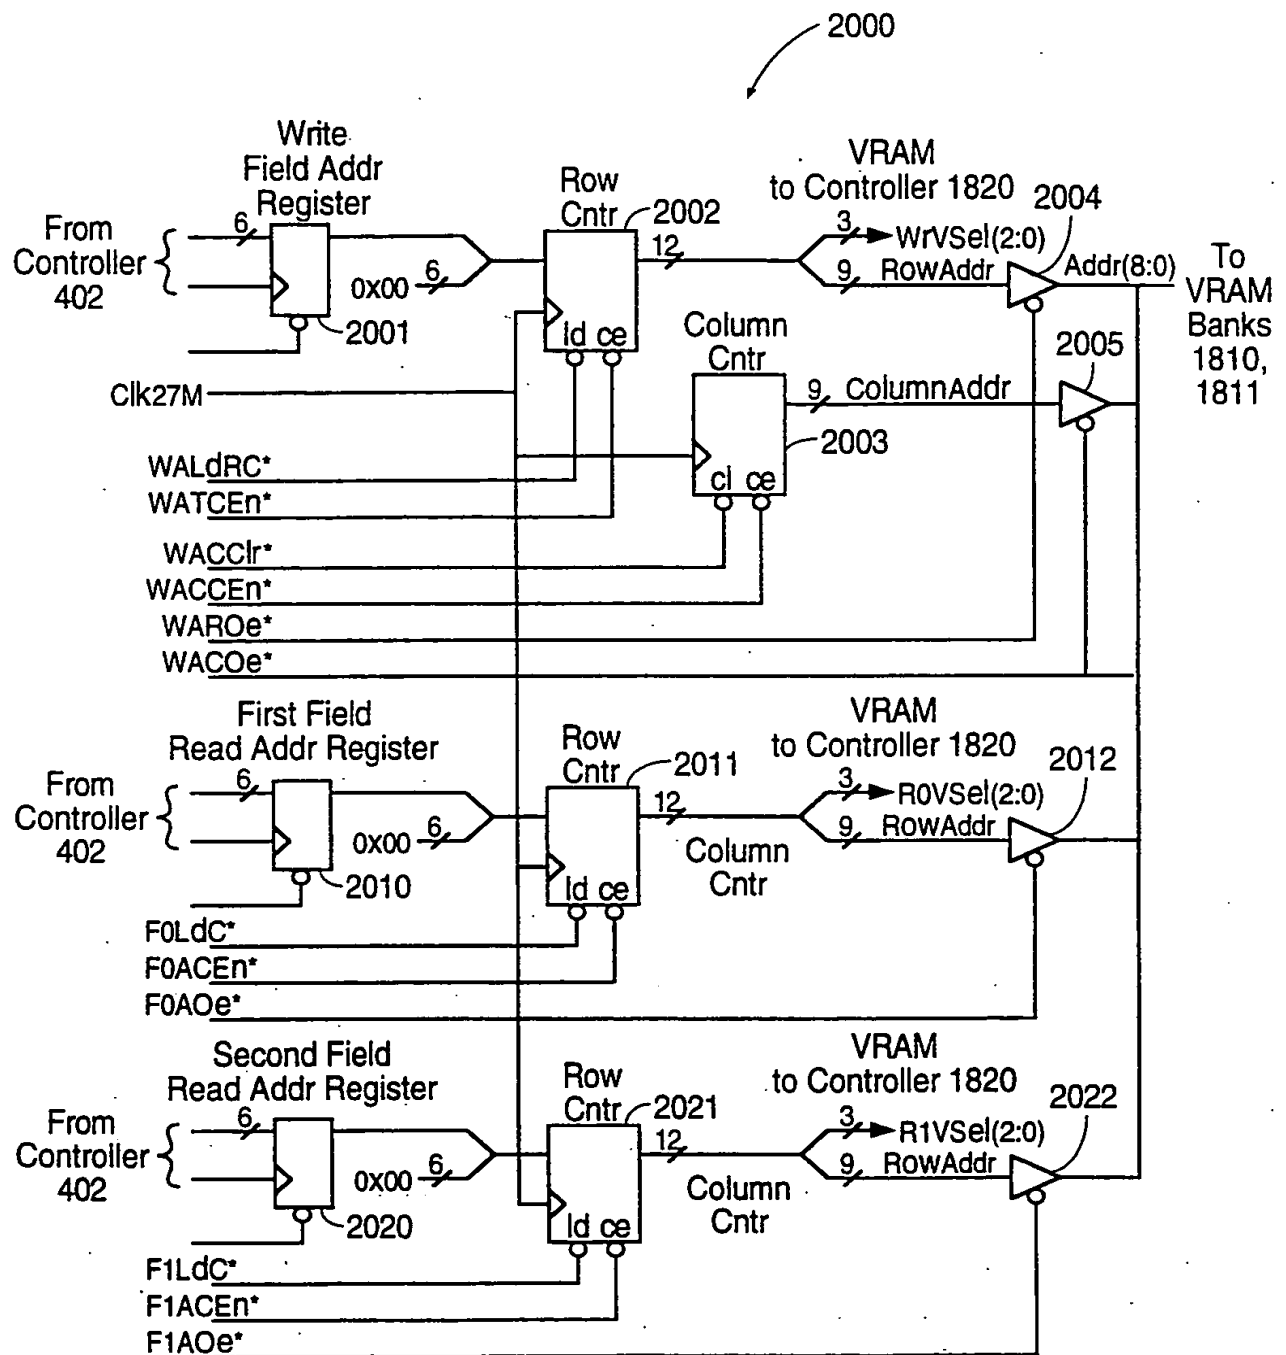 2000
Write
Field Addr
Register
VRAM
to Controller 1820
Row
Cntr
2002
2004
From
Controller
402
6
0X00
6
12
3
WrVSel(2:0)
9
RowAddr
Addr(8:0)
To
VRAM
Banks
1810,
1811
2001
ld ce
Column
Cntr
2005
Clk27M
9
ColumnAddr
2003
cl ce
WALdRC*
WATCEn*
WACClr*
WACCEn*
WAROe*
WACOe*
First Field
Read Addr Register
Row
Cntr
2011
VRAM
to Controller 1820
2012
From
Controller
402
6
0X00
6
12
3
R0VSel(2:0)
9
RowAddr
Column
Cntr
2010
ld ce
F0LdC*
F0ACEn*
F0AOe*
Second Field
Read Addr Register
Row
Cntr
2021
VRAM
to Controller 1820
2022
From
Controller
402
6
0X00
6
12
3
R1VSel(2:0)
9
RowAddr
Column
Cntr
2020
ld ce
F1LdC*
F1ACEn*
F1AOe*